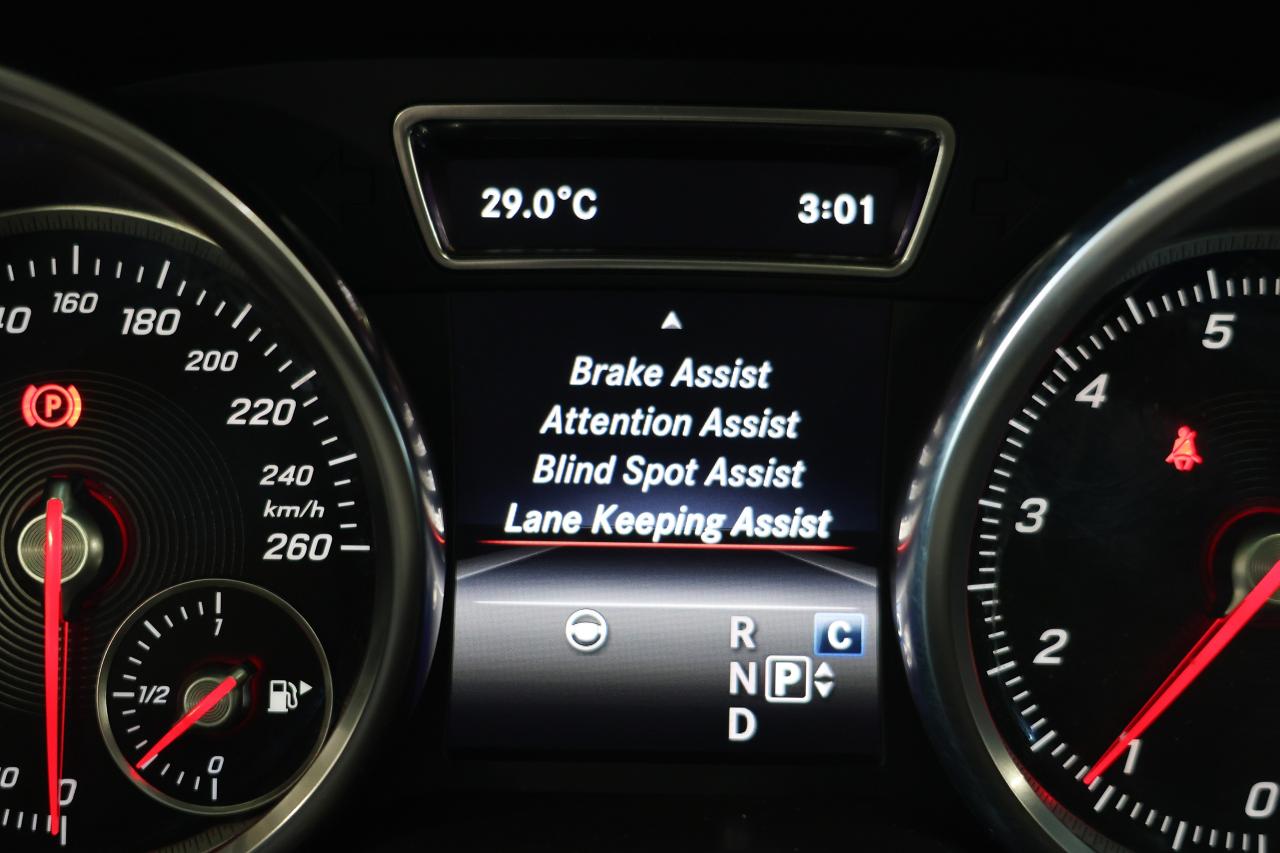 29.0°C 3:01
Brake Assist
Attention Assist
Blind Spot Assist
Lane Keeping Assist
R C
N P
D
160
180
200
220
240
km/h
260
P
1
1/2
0
0
5
4
3
2
1
0